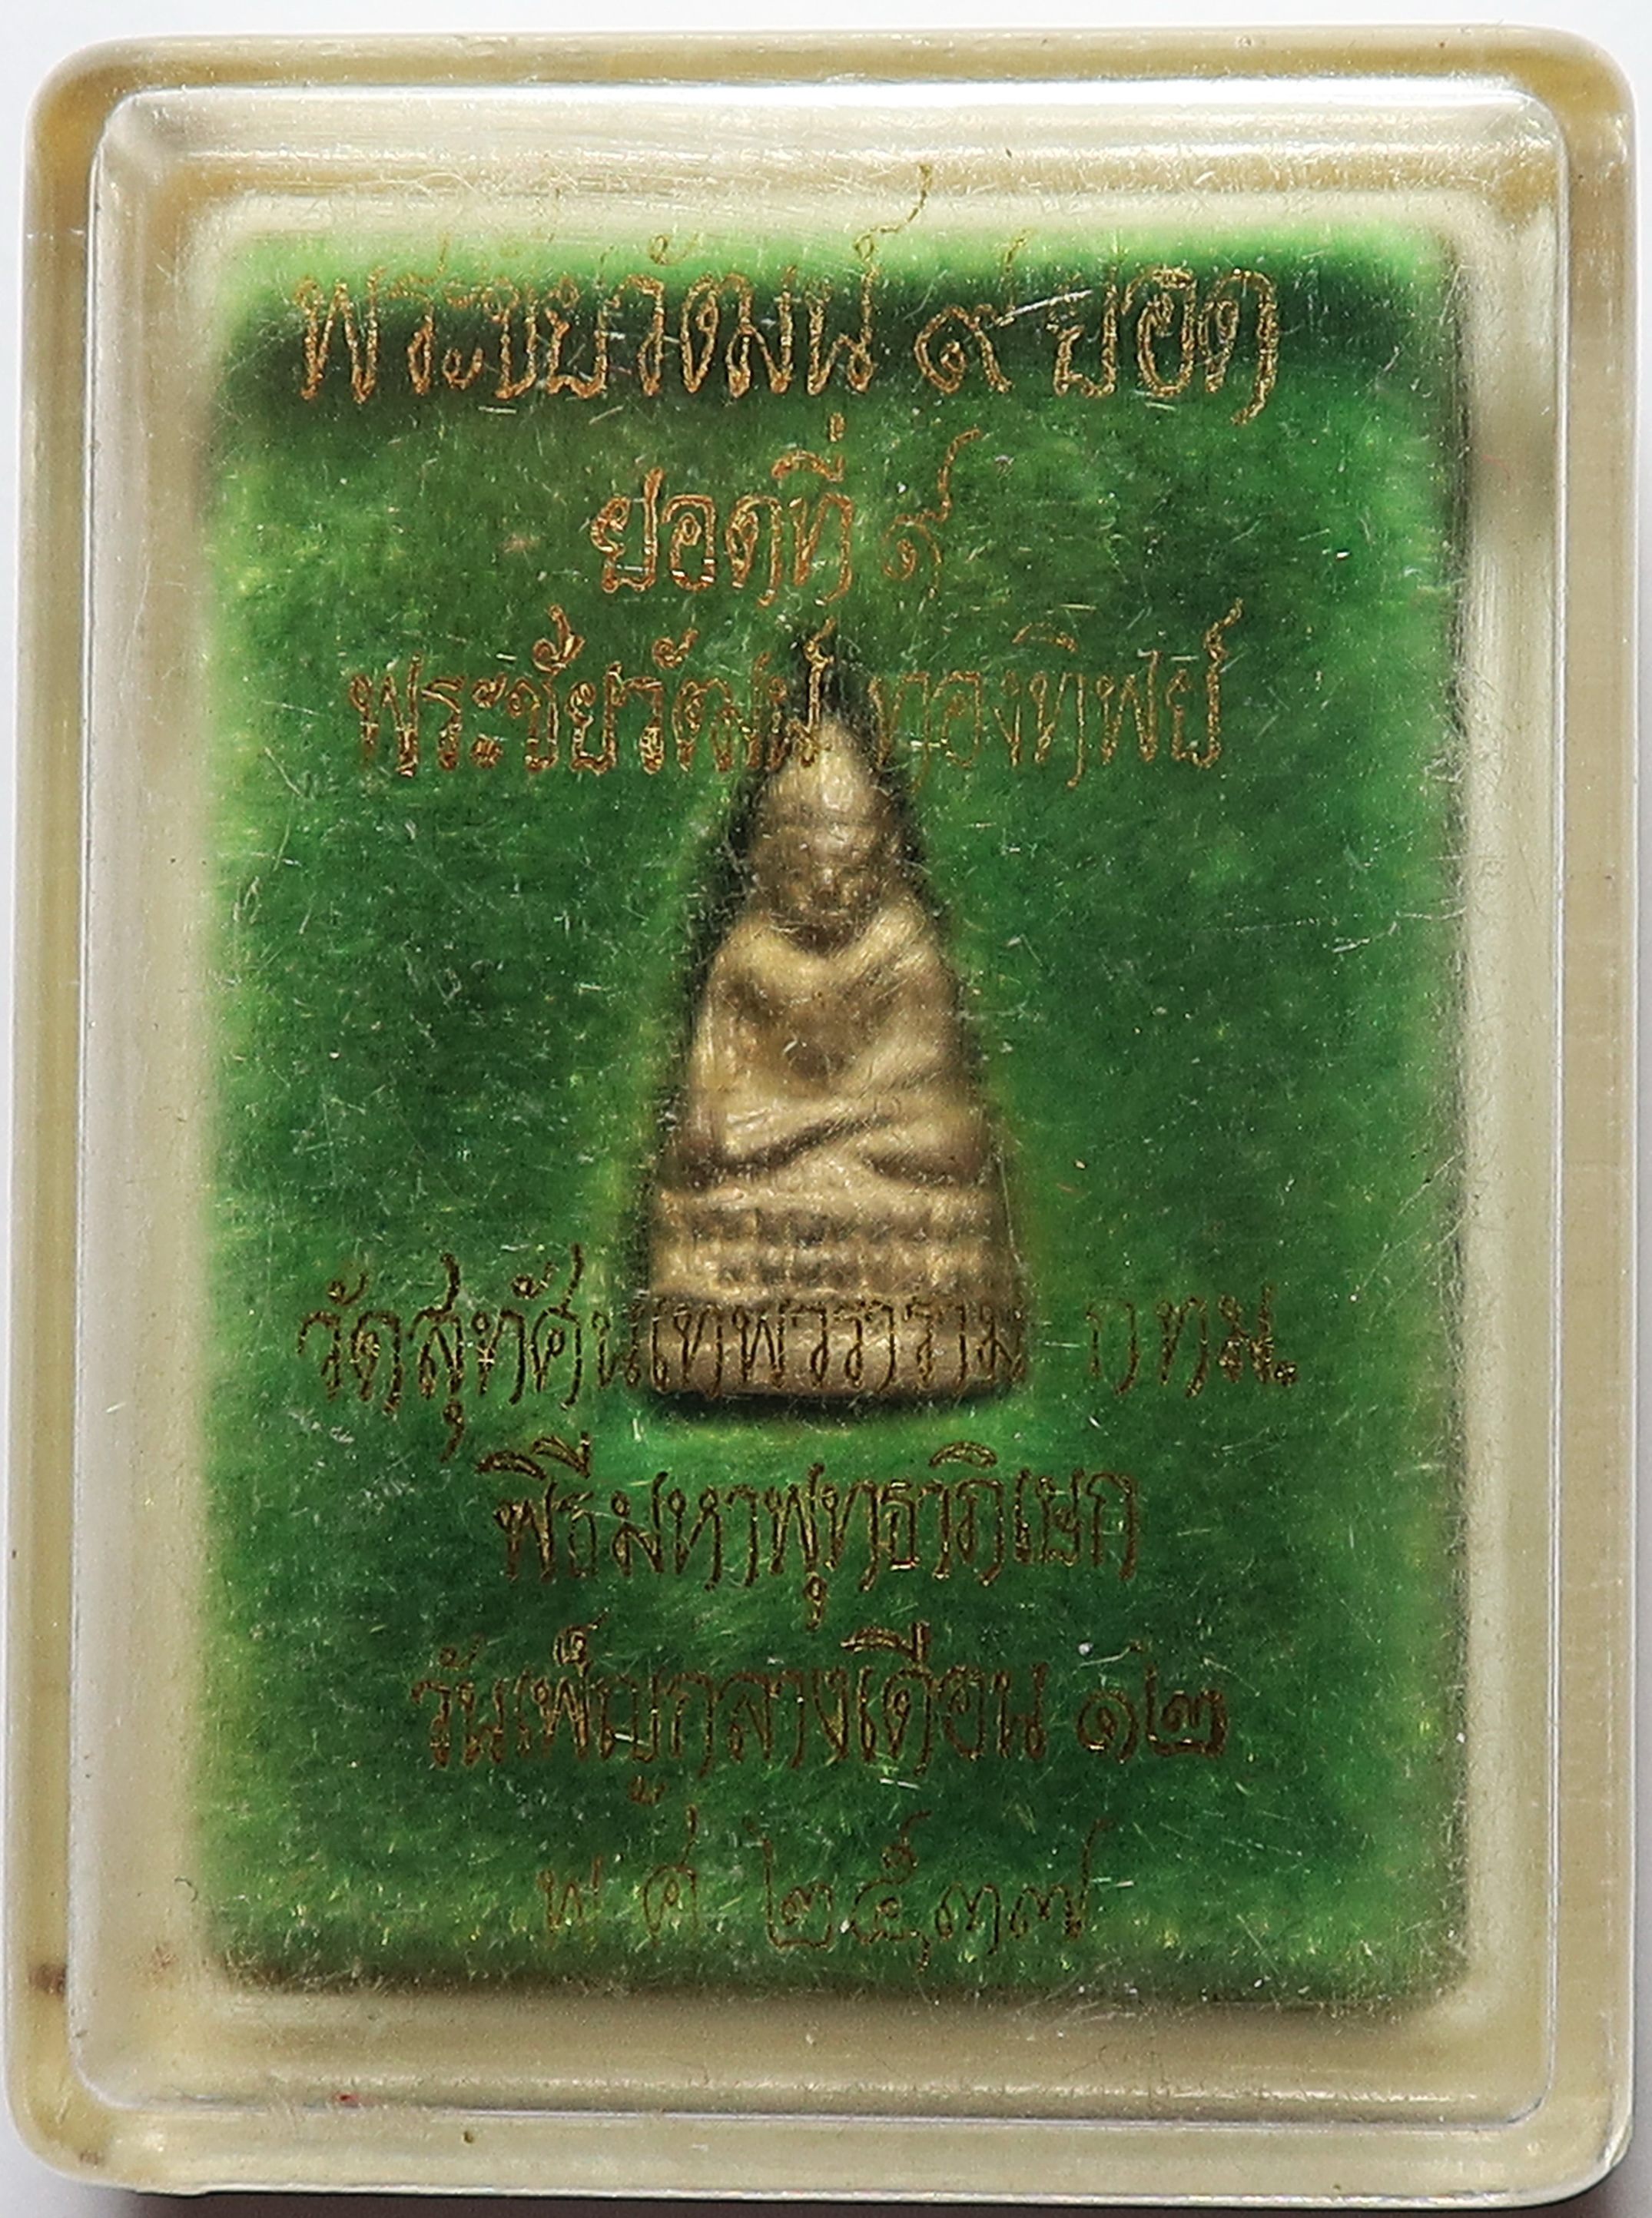 พระชัยวัฒน์ ๙ ยอด
ยอดที่ ๙
พระชัยวัฒน์ ทองทิพย์
วัดสุทัศนเทพวราราม กทม.
พิธีมหาพุทธาภิเษก
วันเพ็ญกลางเดือน ๑๒
พ ศ ๒๕๓๗